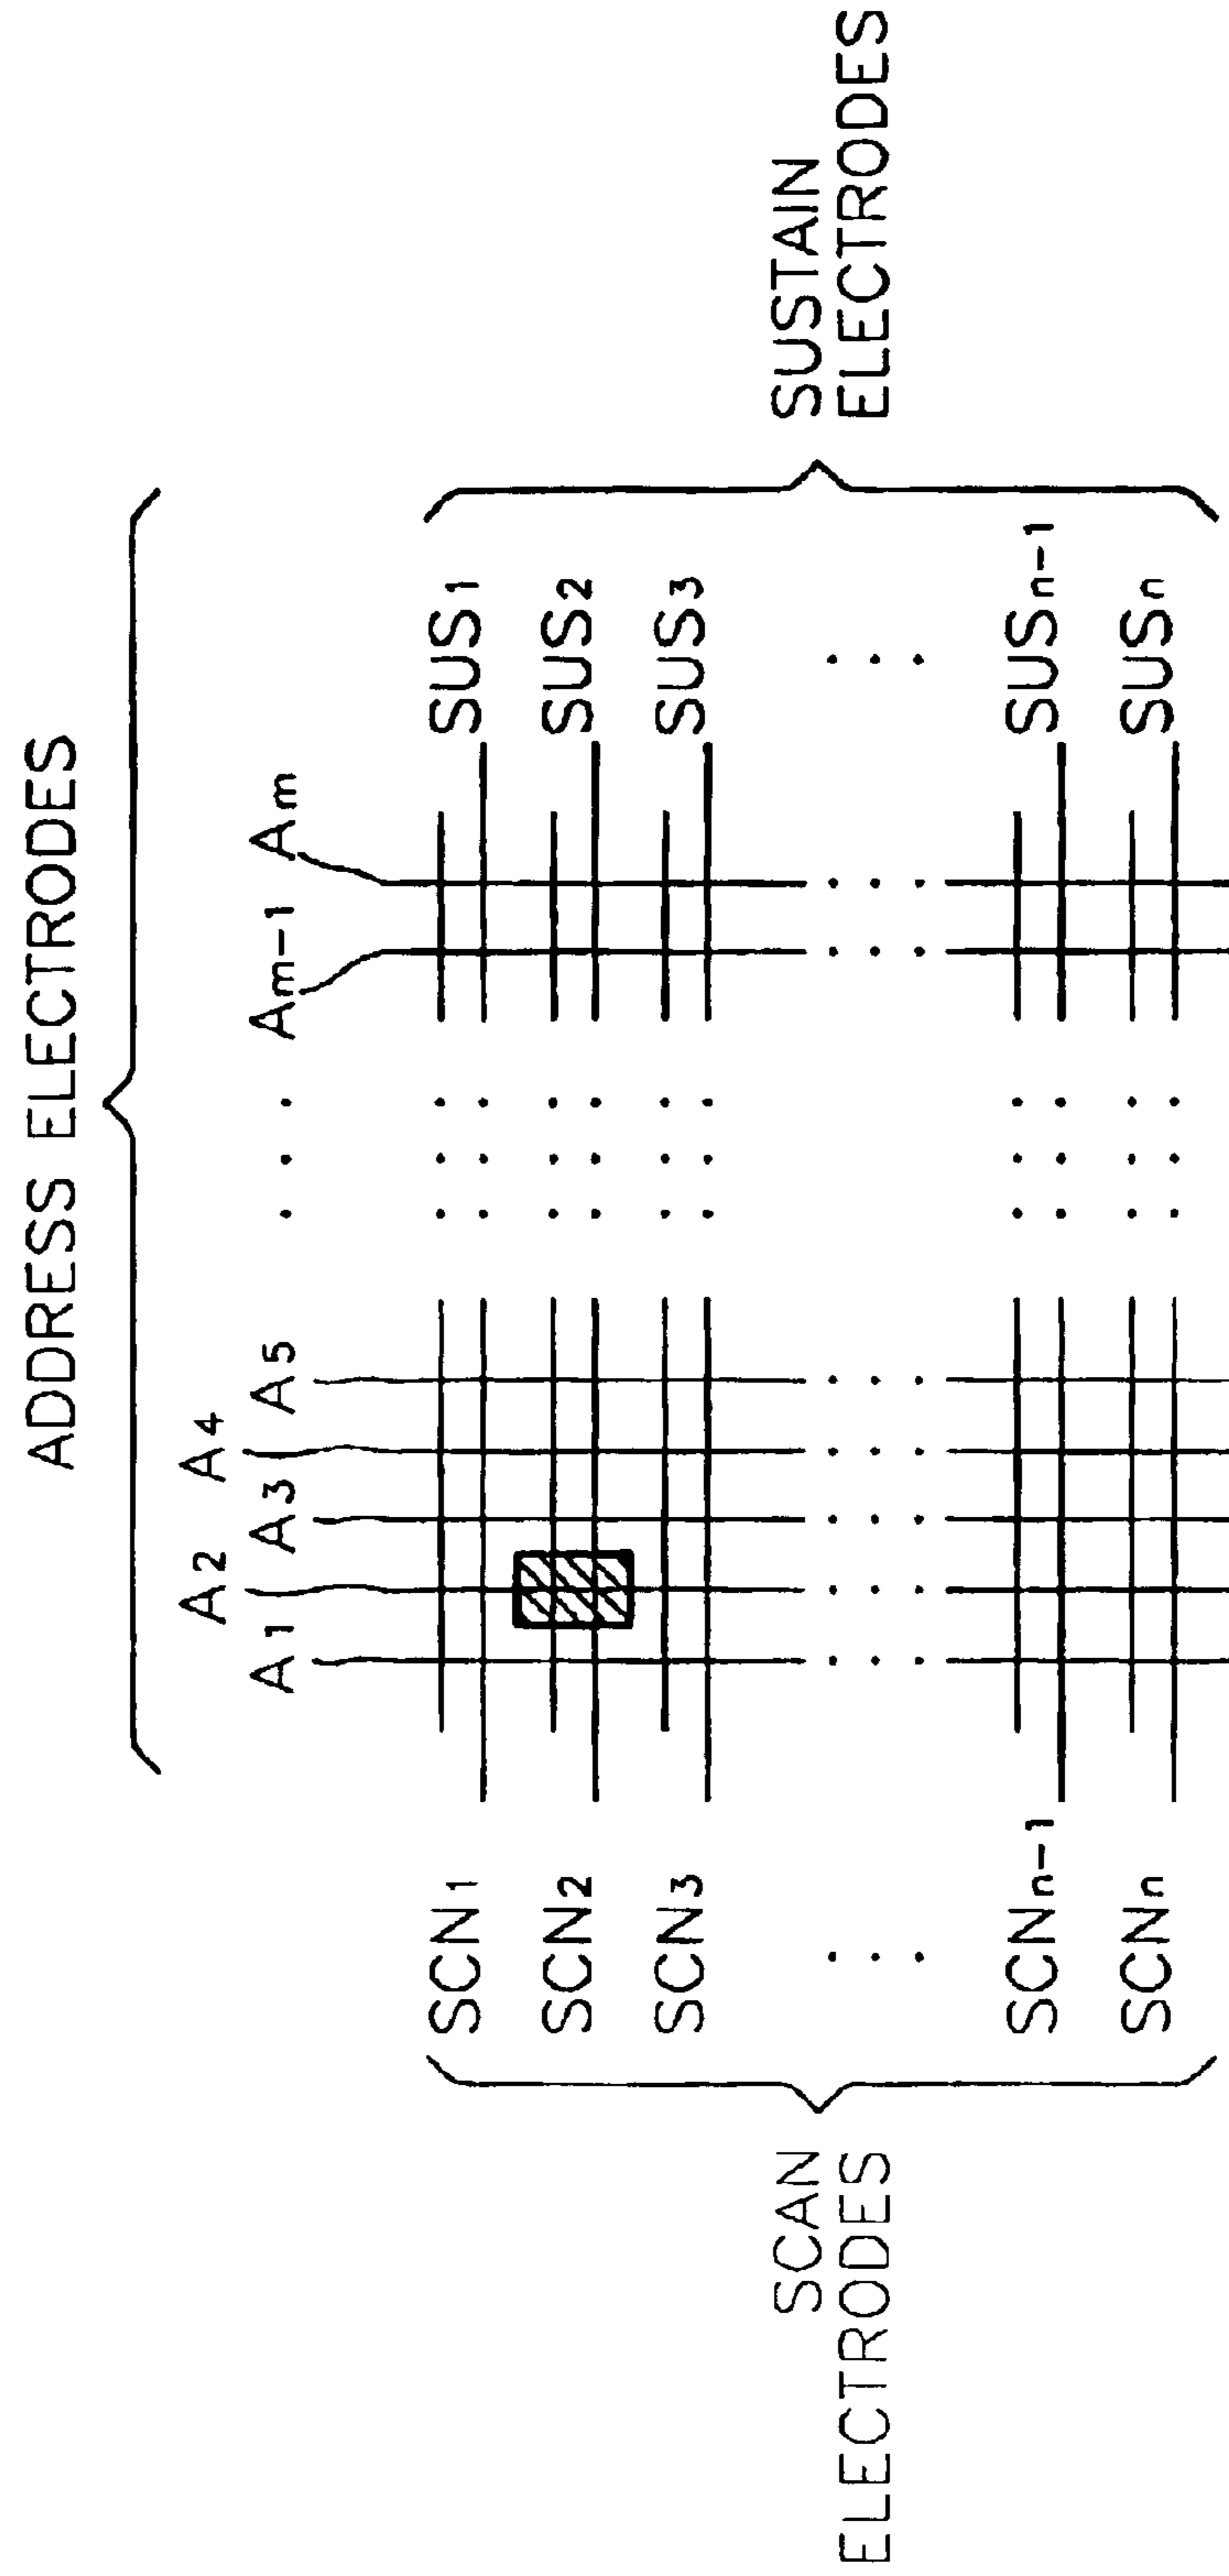 ADDRESS ELECTRODES
A1 A2 A3 A4 A5 . . . Am-1 Am
SCN1 SUS1
SCN2 SUS2
SCN3 SUS3
SCNn-1 SUSn-1
SCNn SUSn
SCAN
ELECTRODES
SUSTAIN
ELECTRODES